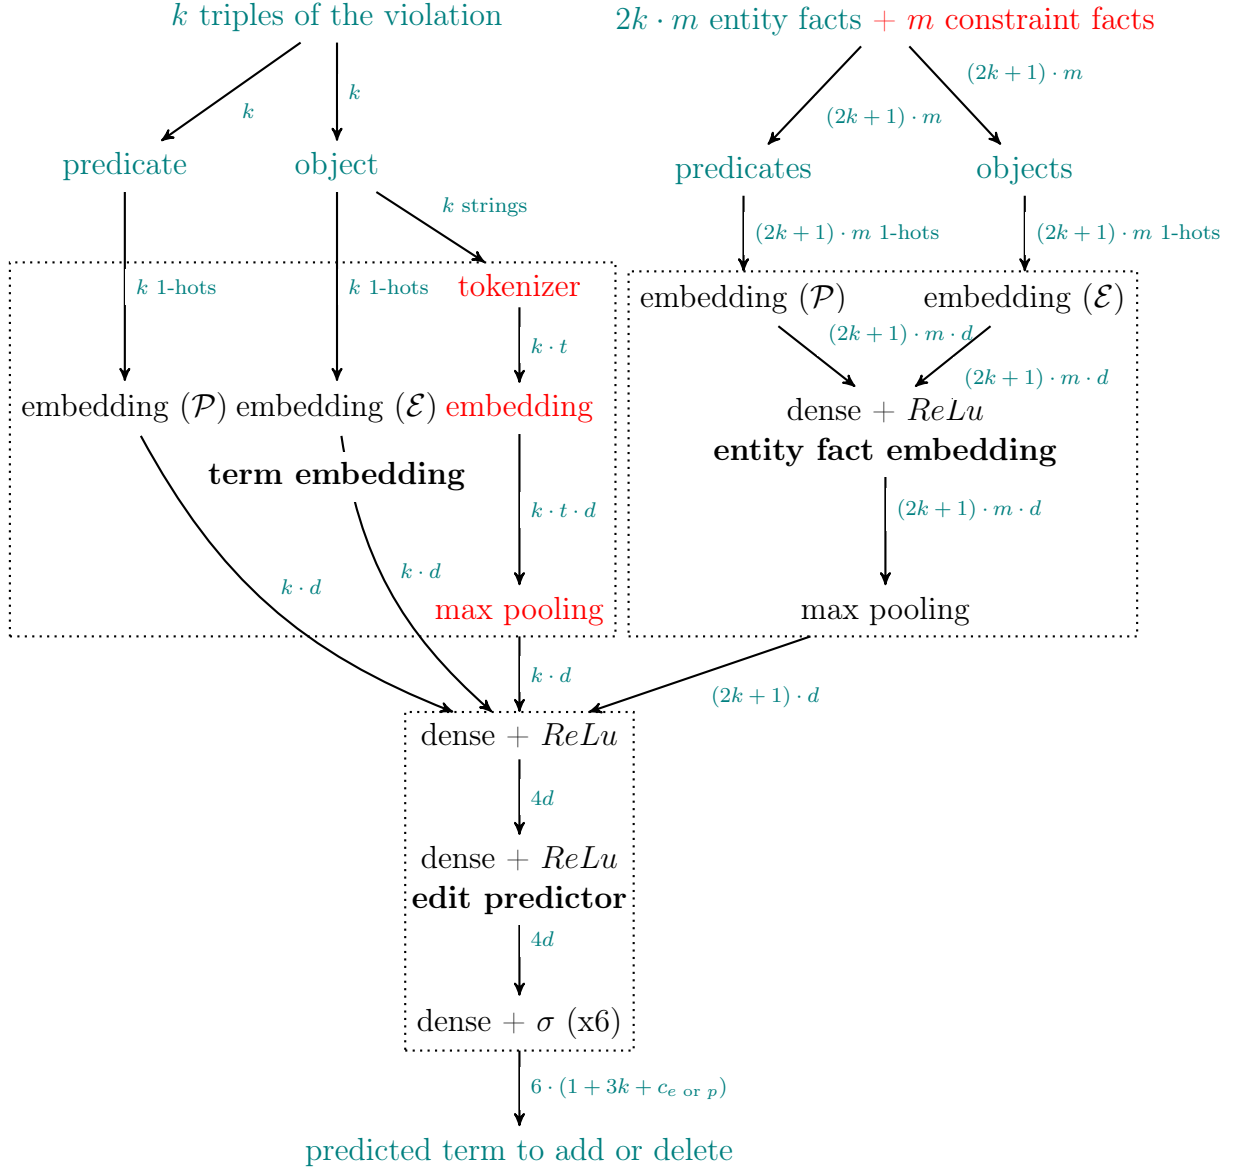 k triples of the violation
2k · m entity facts + m constraint facts
k
k
(2k + 1) · m
(2k + 1) · m
predicate
object
predicates
objects
k strings
(2k + 1) · m 1-hots
(2k + 1) · m 1-hots
k 1-hots
k 1-hots
tokenizer
embedding (𝒫)
embedding (ℰ)
k · t
(2k + 1) · m · d
(2k + 1) · m · d
embedding (𝒫)
embedding (ℰ)
embedding
dense + ReLu
entity fact embedding
term embedding
k · t · d
(2k + 1) · m · d
k · d
k · d
max pooling
max pooling
k · d
(2k + 1) · d
dense + ReLu
4d
dense + ReLu
edit predictor
4d
dense + σ (x6)
6 · (1 + 3k + c_{e or p})
predicted term to add or delete